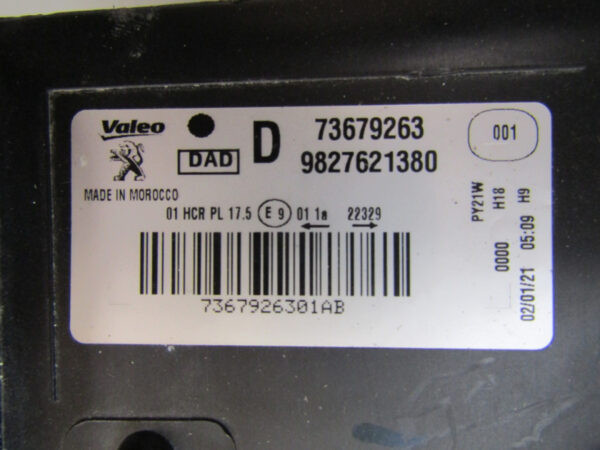 Valeo
DAD
D
73679263
9827621380
001
MADE IN MOROCCO
01 HCR PL 17.5 E 9 01 1a 22329
7367926301AB
PY21W
0000 H18
02/01/21 05:09 H9